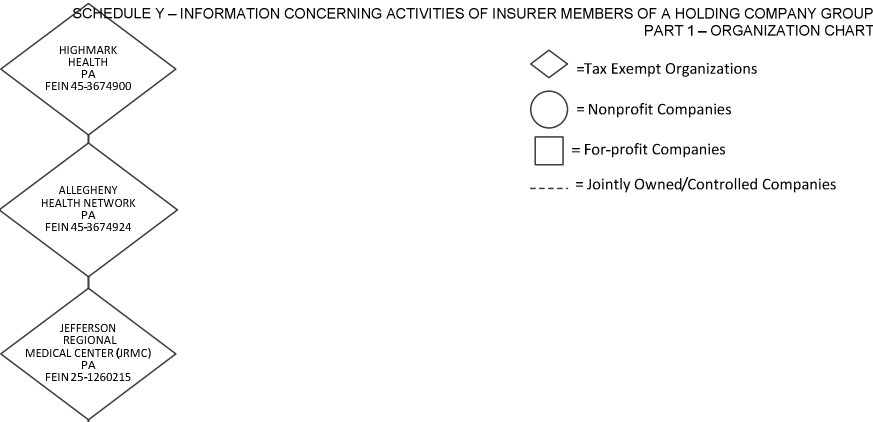 SCHEDULE Y – INFORMATION CONCERNING ACTIVITIES OF INSURER MEMBERS OF A HOLDING COMPANY GROUP
PART 1 – ORGANIZATION CHART
HIGHMARK
HEALTH
PA
FEIN 45-3674900
ALLEGHENY
HEALTH NETWORK
PA
FEIN 45-3674924
JEFFERSON
REGIONAL
MEDICAL CENTER (JRMC)
PA
FEIN 25-1260215
=Tax Exempt Organizations
= Nonprofit Companies
= For-profit Companies
= Jointly Owned/Controlled Companies